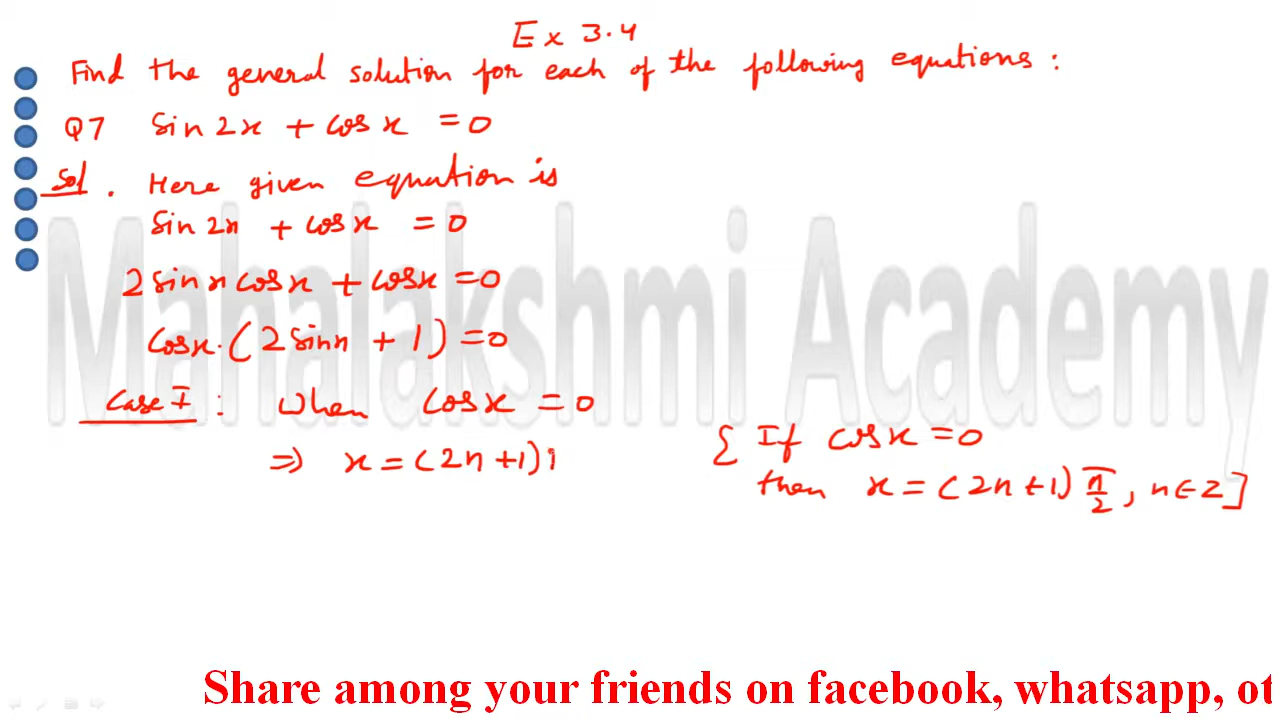 Ex 3.4
Find the general solution for each of the following equations :
Q7 Sin 2x + cos x = 0
Sol. Here given equation is
Sin 2x + cos x = 0
2 sin x cos x + cos x = 0
cos x . (2 sin x + 1) = 0
Case I : When cos x = 0
⇒ x = (2n + 1)
{ If cos x = 0
then x = (2n + 1) π/2 , n ∈ Z ]
Mahalakshmi Academy
Share among your friends on facebook, whatsapp, ot